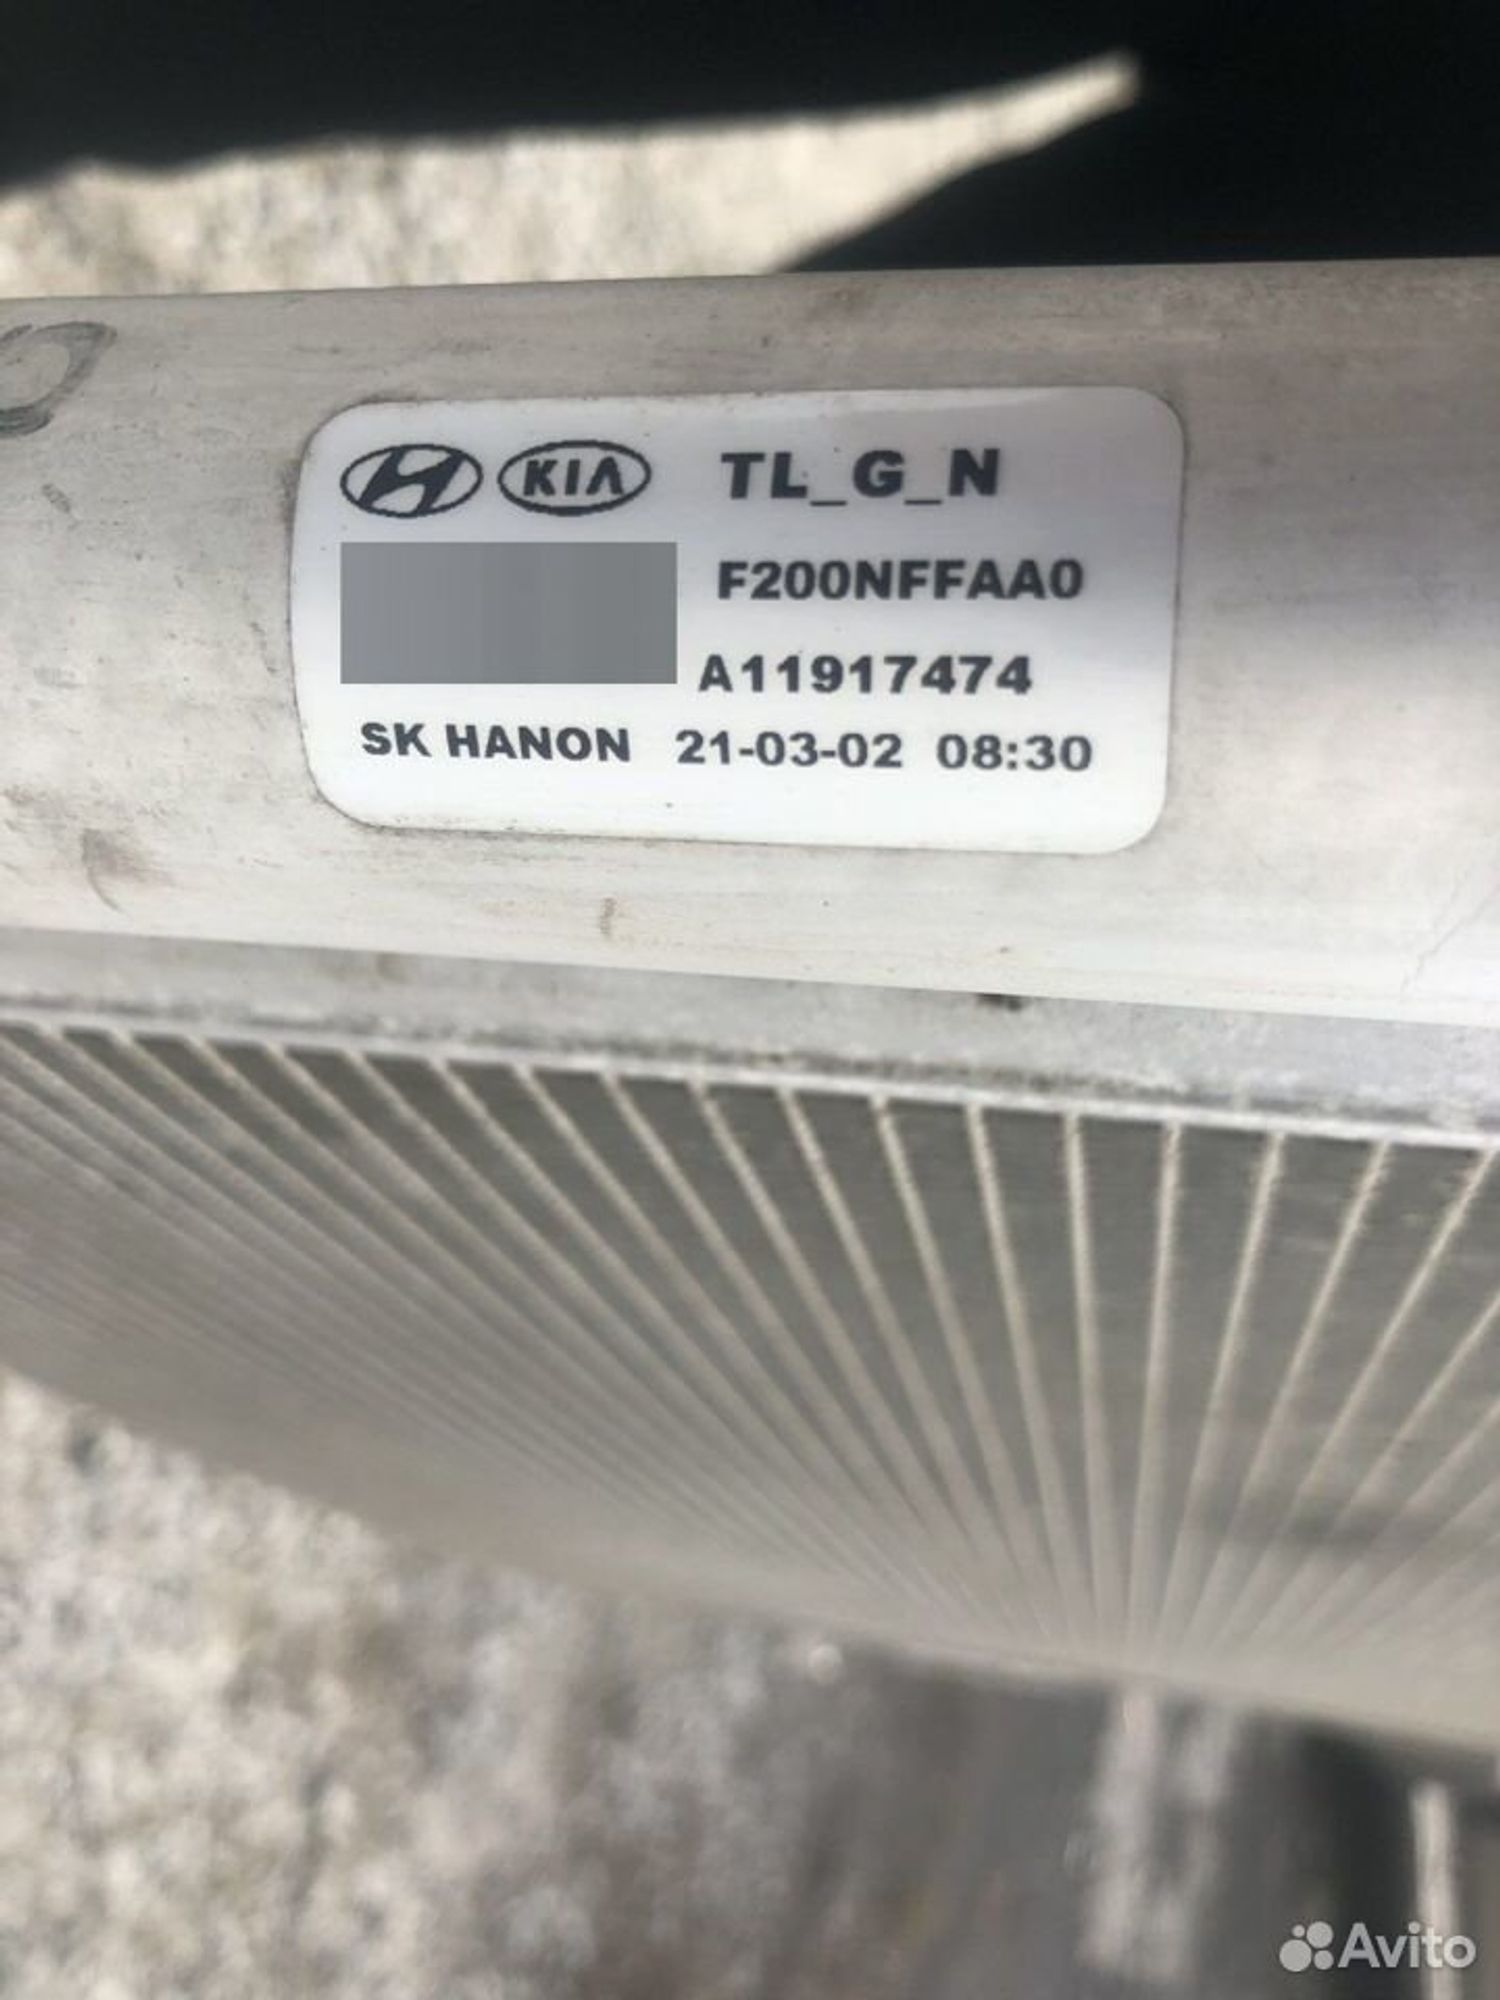 KIA TL_G_N
F200NFFAA0
A11917474
SK HANON 21-03-02 08:30
Avito